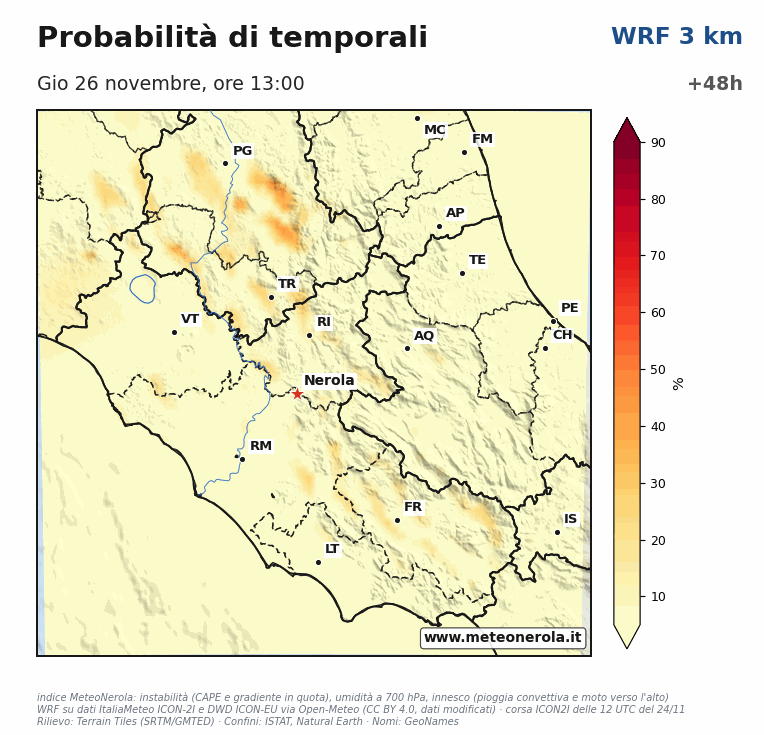 Probabilità di temporali
WRF 3 km
Gio 26 novembre, ore 13:00
+48h
MC
FM
PG
AP
TE
TR
PE
VT
RI
AQ
CH
Nerola
RM
FR
IS
LT
www.meteonerola.it
90
80
70
60
50
40
30
20
10
%
indice MeteoNerola: instabilità (CAPE e gradiente in quota), umidità a 700 hPa, innesco (pioggia convettiva e moto verso l'alto)
WRF su dati ItaliaMeteo ICON-2I e DWD ICON-EU via Open-Meteo (CC BY 4.0, dati modificati) · corsa ICON2I delle 12 UTC del 24/11
Rilievo: Terrain Tiles (SRTM/GMTED) · Confini: ISTAT, Natural Earth · Nomi: GeoNames